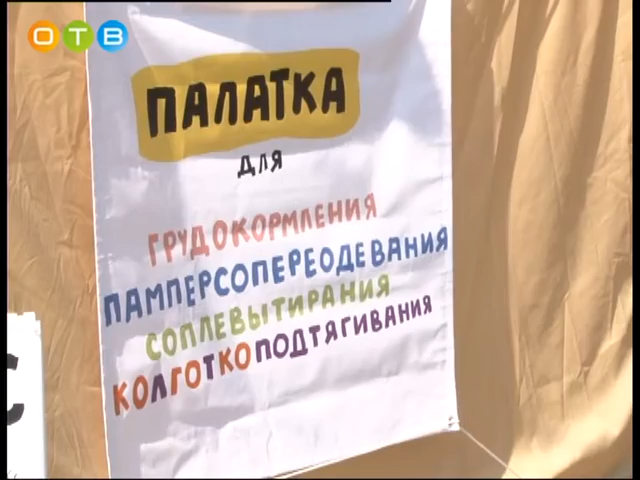 ОТВ
ПАЛАТКА
ДЛЯ
ГРУДОКОРМЛЕНИЯ
ПАМПЕРСОПЕРЕОДЕВАНИЯ
СОПЛЕВЫТИРАНИЯ
КОЛГОТКОПОДТЯГИВАНИЯ
С